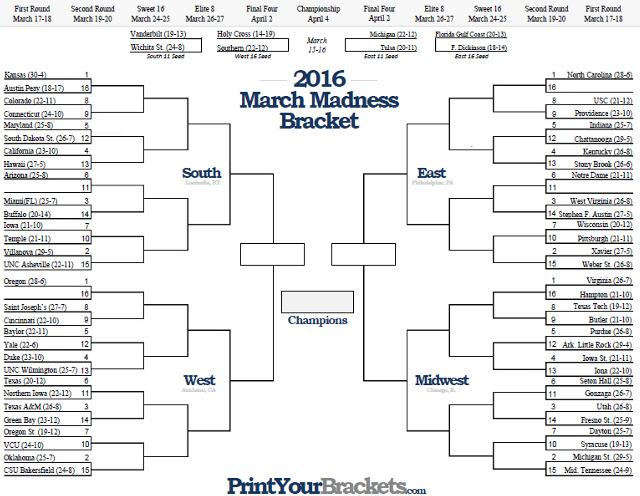 First Round Second Round Sweet 16 Elite 8 Final Four Championship Final Four Elite 8 Sweet 16 Second Round First Round
March 17-18 March 19-20 March 24-25 March 26-27 April 2 April 4 April 2 March 26-27 March 24-25 March 19-20 March 17-18
Vanderbilt (19-13) Holy Cross (14-19) Michigan (22-12) Florida Gulf Coast (20-13)
March
15-16
Wichita St. (24-8) Southern (22-12) Tulsa (20-11) F. Dickinson (18-14)
South 11 Seed West 16 Seed East 11 Seed East 16 Seed
2016
March Madness
Bracket
Kansas (30-4) 1
Austin Peay (18-17) 16
Colorado (22-11) 8
Connecticut (24-10) 9
Maryland (25-8) 5
South Dakota St. (26-7) 12
California (23-10) 4
Hawaii (27-5) 13
Arizona (25-8) 6
11
Miami(FL) (25-7) 3
Buffalo (20-14) 14
Iowa (21-10) 7
Temple (21-11) 10
Villanova (29-5) 2
UNC Asheville (22-11) 15
South
Louisville, KY
1 North Carolina (28-6)
16
8 USC (21-12)
9 Providence (23-10)
5 Indiana (25-7)
12 Chattanooga (29-5)
4 Kentucky (26-8)
13 Stony Brook (26-6)
6 Notre Dame (21-11)
11
3 West Virginia (26-8)
14 Stephen F. Austin (27-5)
7 Wisconsin (20-12)
10 Pittsburgh (21-11)
2 Xavier (27-5)
15 Weber St. (26-8)
East
Philadelphia, PA
Champions
Oregon (28-6) 1
16
Saint Joseph's (27-7) 8
Cincinnati (22-10) 9
Baylor (22-11) 5
Yale (22-6) 12
Duke (23-10) 4
UNC Wilmington (25-7) 13
Texas (20-12) 6
Northern Iowa (22-12) 11
Texas A&M (26-8) 3
Green Bay (23-12) 14
Oregon St. (19-12) 7
VCU (24-10) 10
Oklahoma (25-7) 2
CSU Bakersfield (24-8) 15
West
Anaheim, CA
1 Virginia (26-7)
16 Hampton (21-10)
8 Texas Tech (19-12)
9 Butler (21-10)
5 Purdue (26-8)
12 Ark. Little Rock (29-4)
4 Iowa St. (21-11)
13 Iona (22-10)
6 Seton Hall (25-8)
11 Gonzaga (26-7)
3 Utah (26-8)
14 Fresno St. (25-9)
7 Dayton (25-7)
10 Syracuse (19-13)
2 Michigan St. (29-5)
15 Mid. Tennessee (24-9)
Midwest
Chicago, IL
PrintYourBrackets.com